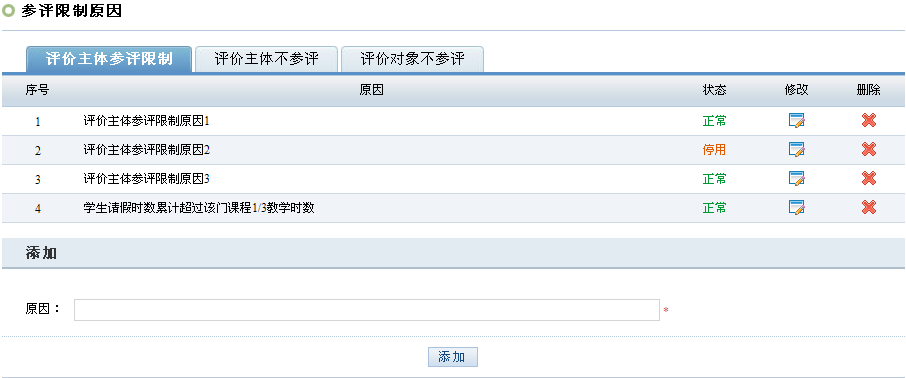 参评限制原因
评价主体参评限制 评价主体不参评 评价对象不参评
序号 原因 状态 修改 删除
1 评价主体参评限制原因1 正常
2 评价主体参评限制原因2 停用
3 评价主体参评限制原因3 正常
4 学生请假时数累计超过该门课程1/3教学时数 正常
添加
原因： *
添加